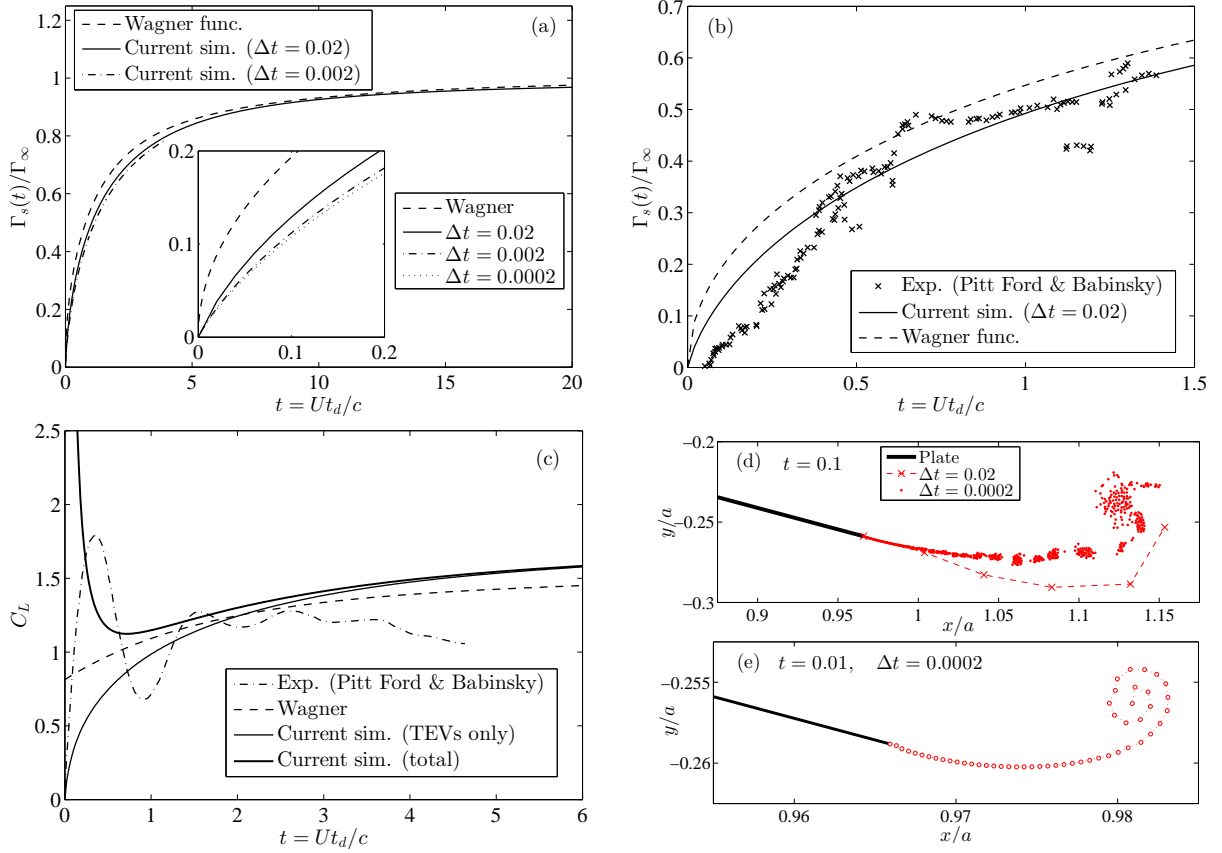 (a)
Wagner func.
Current sim. (Δt = 0.02)
Current sim. (Δt = 0.002)
1.2
1
0.8
0.6
0.4
0.2
0
Γs(t)/Γ∞
0.2
0.1
0
0
0.1
0.2
Wagner
Δt = 0.02
Δt = 0.002
Δt = 0.0002
0
5
10
15
20
t = Ut_d/c
(b)
0.7
0.6
0.5
0.4
0.3
0.2
0.1
0
Γs(t)/Γ∞
Exp. (Pitt Ford & Babinsky)
Current sim. (Δt = 0.02)
Wagner func.
0
0.5
1
1.5
t = Ut_d/c
(c)
2.5
2
1.5
1
0.5
0
C_L
Exp. (Pitt Ford & Babinsky)
Wagner
Current sim. (TEVs only)
Current sim. (total)
0
1
2
3
4
5
6
t = Ut_d/c
(d) t = 0.1
Plate
Δt = 0.02
Δt = 0.0002
−0.2
−0.25
−0.3
y/a
0.9
0.95
1
1.05
1.1
1.15
x/a
(e) t = 0.01, Δt = 0.0002
−0.255
−0.26
y/a
0.96
0.97
0.98
x/a